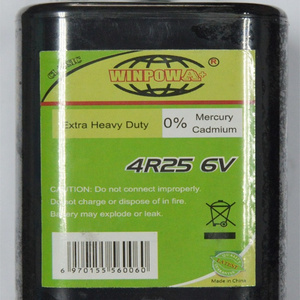 WINPOWA+ ®
Extra Heavy Duty
0% Mercury
Cadmium
4R25 6V
CAUTION: Do not connect improperly.
Do not charge or dispose of in fire.
Battery may explode or leak.
6 970155 560060
Made in China